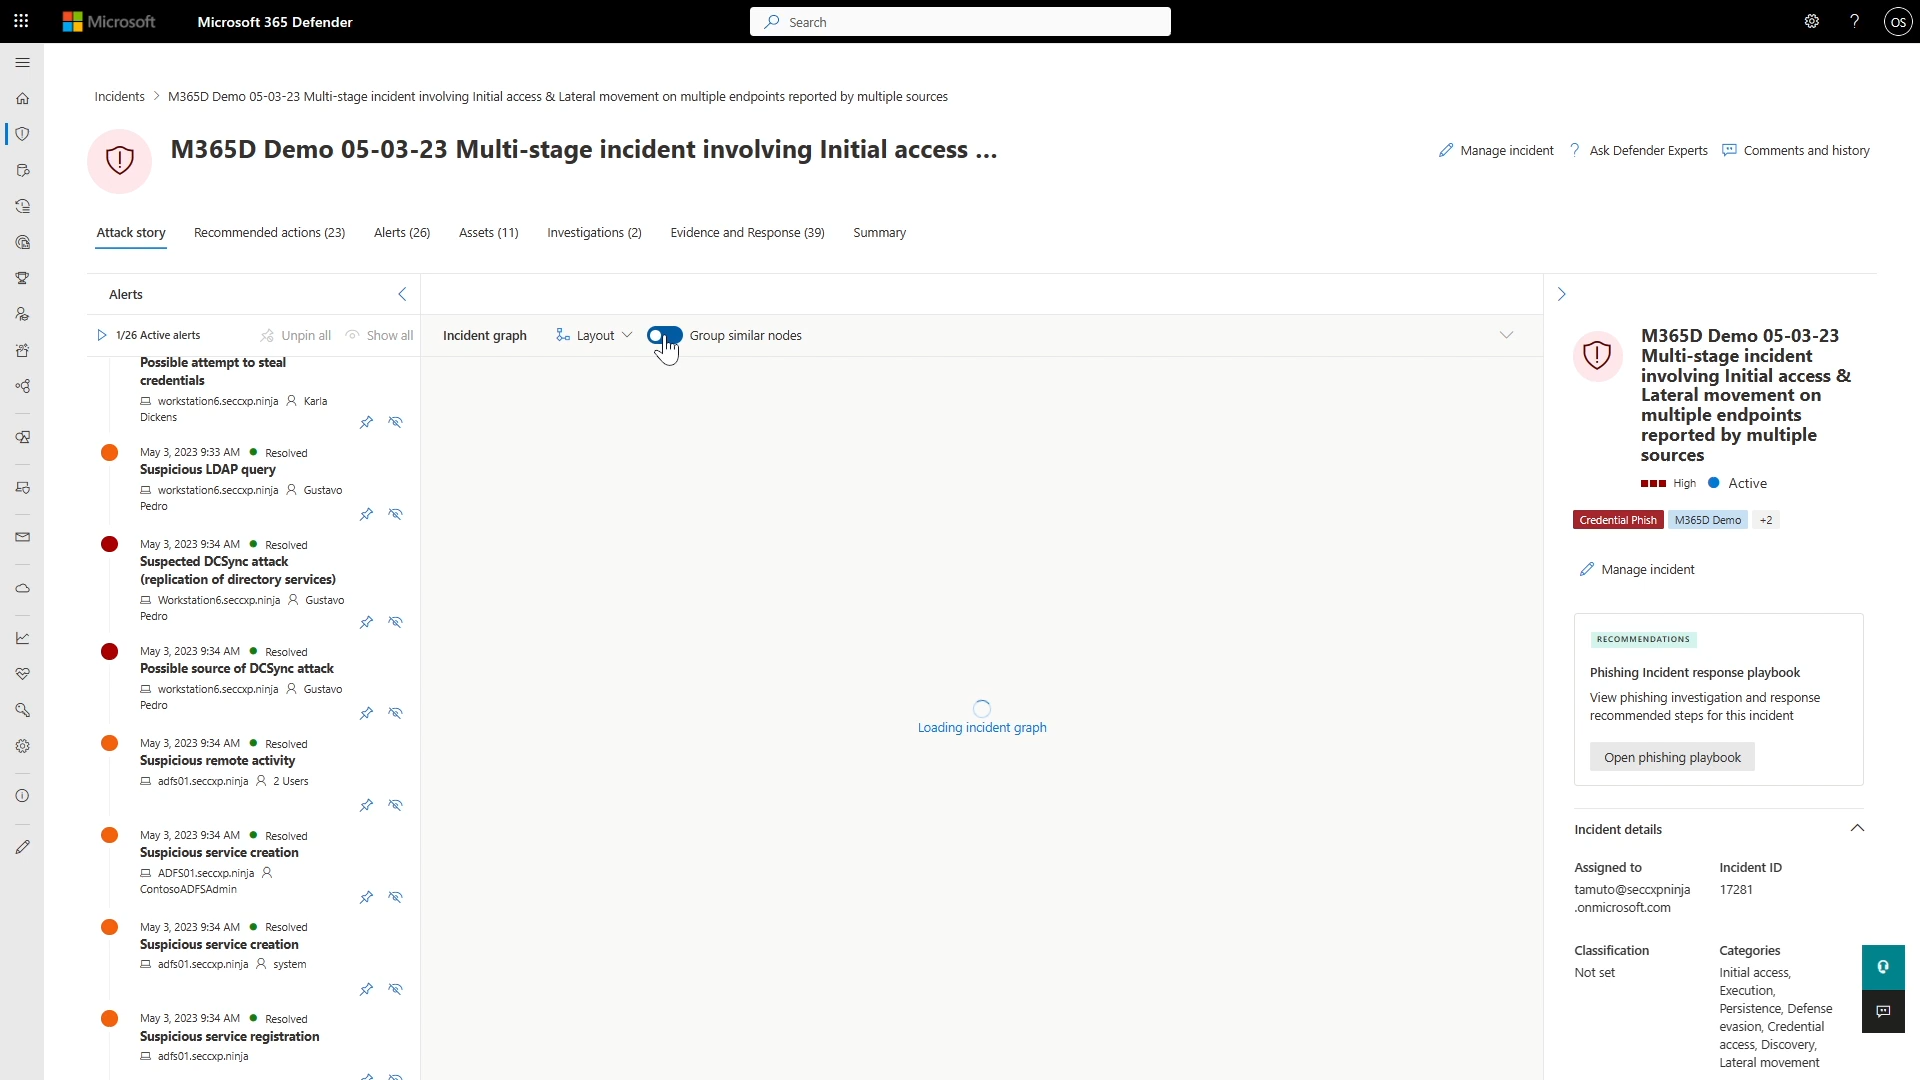 Microsoft
Microsoft 365 Defender
Search
?
OS
Incidents > M365D Demo 05-03-23 Multi-stage incident involving Initial access & Lateral movement on multiple endpoints reported by multiple sources
M365D Demo 05-03-23 Multi-stage incident involving Initial access ...
Manage incident
? Ask Defender Experts
Comments and history
Attack story
Recommended actions (23)
Alerts (26)
Assets (11)
Investigations (2)
Evidence and Response (39)
Summary
Alerts
1/26 Active alerts
Unpin all
Show all
Possible attempt to steal
credentials
workstation6.seccxp.ninja Karla
Dickens
May 3, 2023 9:33 AM Resolved
Suspicious LDAP query
workstation6.seccxp.ninja Gustavo
Pedro
May 3, 2023 9:34 AM Resolved
Suspected DCSync attack
(replication of directory services)
Workstation6.seccxp.ninja Gustavo
Pedro
May 3, 2023 9:34 AM Resolved
Possible source of DCSync attack
workstation6.seccxp.ninja Gustavo
Pedro
May 3, 2023 9:34 AM Resolved
Suspicious remote activity
adfs01.seccxp.ninja 2 Users
May 3, 2023 9:34 AM Resolved
Suspicious service creation
ADFS01.seccxp.ninja
ContosoADFSAdmin
May 3, 2023 9:34 AM Resolved
Suspicious service creation
adfs01.seccxp.ninja system
May 3, 2023 9:34 AM Resolved
Suspicious service registration
adfs01.seccxp.ninja
Incident graph
Layout
Group similar nodes
Loading incident graph
M365D Demo 05-03-23
Multi-stage incident
involving Initial access &
Lateral movement on
multiple endpoints
reported by multiple
sources
High Active
Credential Phish
M365D Demo
+2
Manage incident
RECOMMENDATIONS
Phishing Incident response playbook
View phishing investigation and response
recommended steps for this incident
Open phishing playbook
Incident details
Assigned to
tamuto@seccxpninja
.onmicrosoft.com
Incident ID
17281
Classification
Not set
Categories
Initial access,
Execution,
Persistence, Defense
evasion, Credential
access, Discovery,
Lateral movement